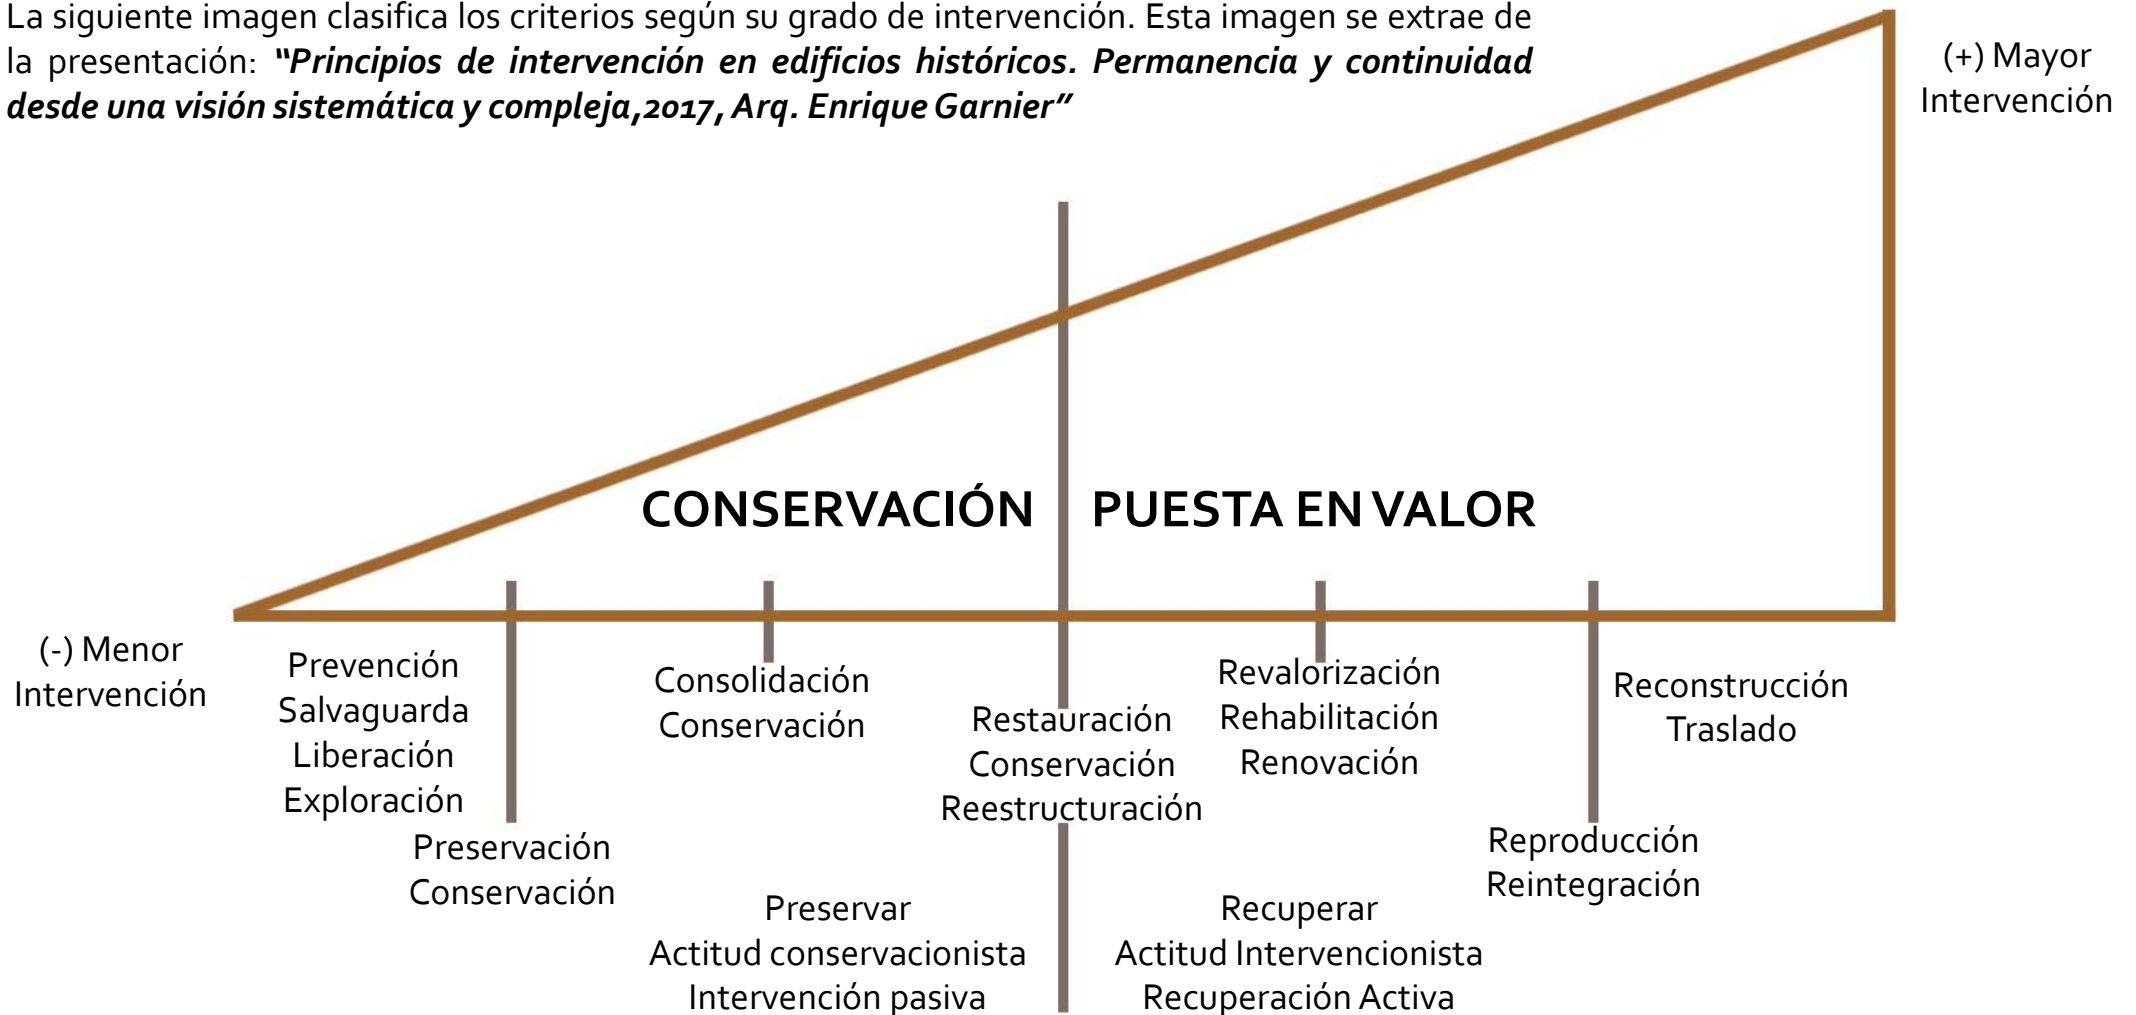 La siguiente imagen clasifica los criterios según su grado de intervención. Esta imagen se extrae de
la presentación: “Principios de intervención en edificios históricos. Permanencia y continuidad
desde una visión sistemática y compleja,2017, Arq. Enrique Garnier”
(+) Mayor
Intervención
CONSERVACIÓN
PUESTA EN VALOR
(-) Menor
Intervención
Prevención
Salvaguarda
Liberación
Exploración
Preservación
Conservación
Consolidación
Conservación
Restauración
Conservación
Reestructuración
Revalorización
Rehabilitación
Renovación
Reproducción
Reintegración
Reconstrucción
Traslado
Preservar
Actitud conservacionista
Intervención pasiva
Recuperar
Actitud Intervencionista
Recuperación Activa